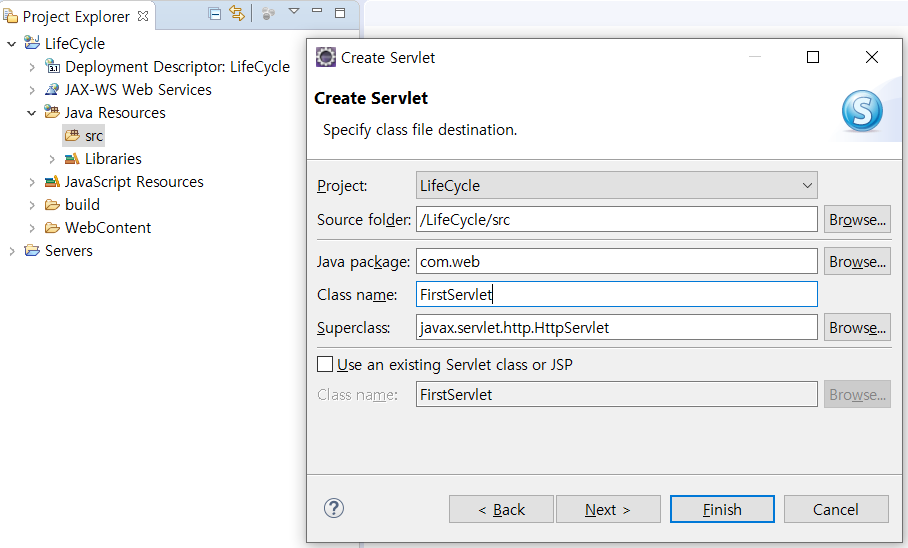 Project Explorer
LifeCycle
Deployment Descriptor: LifeCycle
JAX-WS Web Services
Java Resources
src
Libraries
JavaScript Resources
build
WebContent
Servers
Create Servlet
Create Servlet
Specify class file destination.
S
Project: LifeCycle
Source folder: /LifeCycle/src Browse...
Java package: com.web Browse...
Class name: FirstServlet
Superclass: javax.servlet.http.HttpServlet Browse...
Use an existing Servlet class or JSP
Class name: FirstServlet Browse...
? < Back Next > Finish Cancel